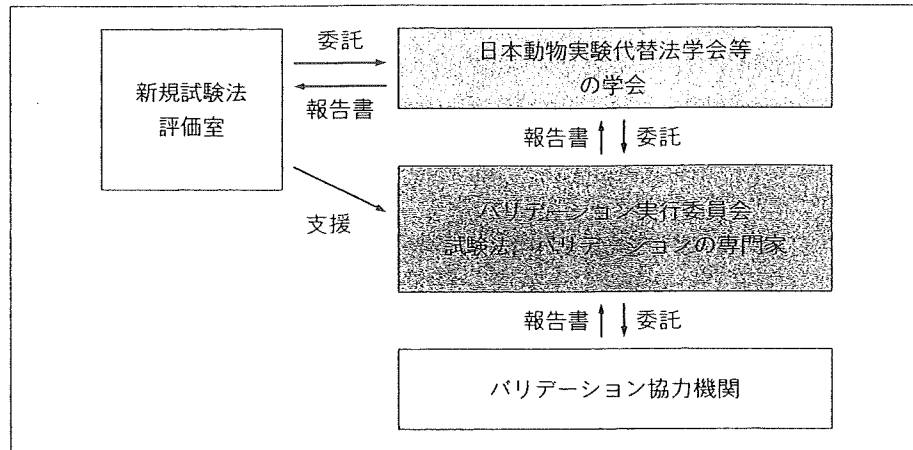 新規試験法
評価室
委託
報告書
日本動物実験代替法学会等
の学会
報告書
委託
支援
バリデーション実行委員会
試験法、バリデーションの専門家
報告書
委託
バリデーション協力機関